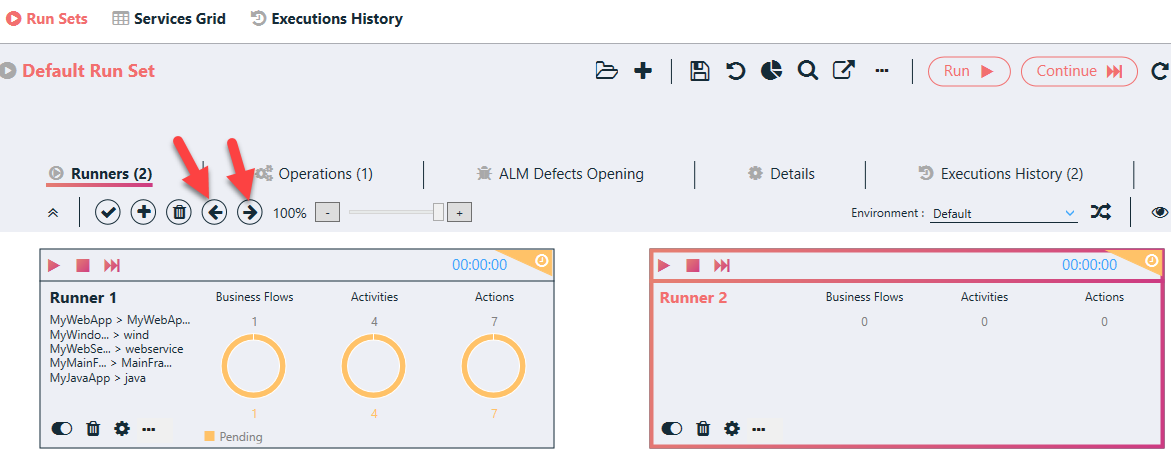 Run Sets Services Grid Executions History
Default Run Set Run Continue
Runners (2) Operations (1) ALM Defects Opening Details Executions History (2)
100% - + Environment : Default
00:00:00
Runner 1 Business Flows Activities Actions
MyWebApp > MyWebAp...
MyWindo... > wind
MyWebSe... > webservice
MyMainF... > MainFra...
MyJavaApp > java
1 4 7
1 4 7
Pending
00:00:00
Runner 2 Business Flows Activities Actions
0 0 0